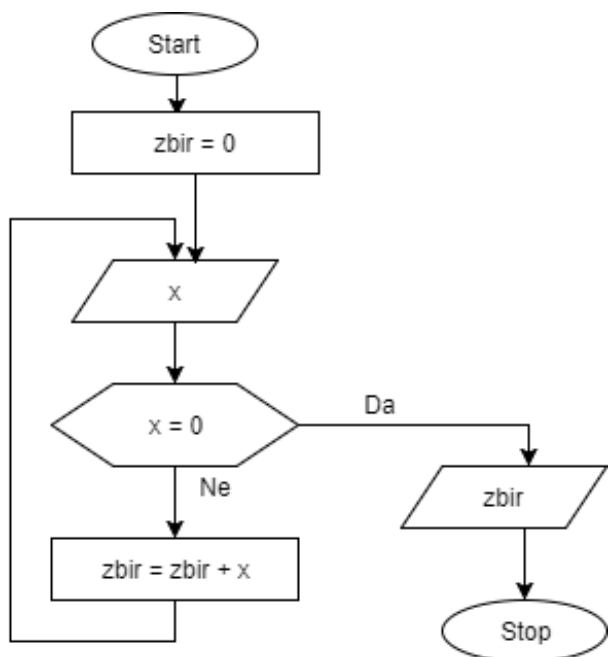 Start
zbir = 0
x
x = 0
Da
Ne
zbir
zbir = zbir + x
Stop